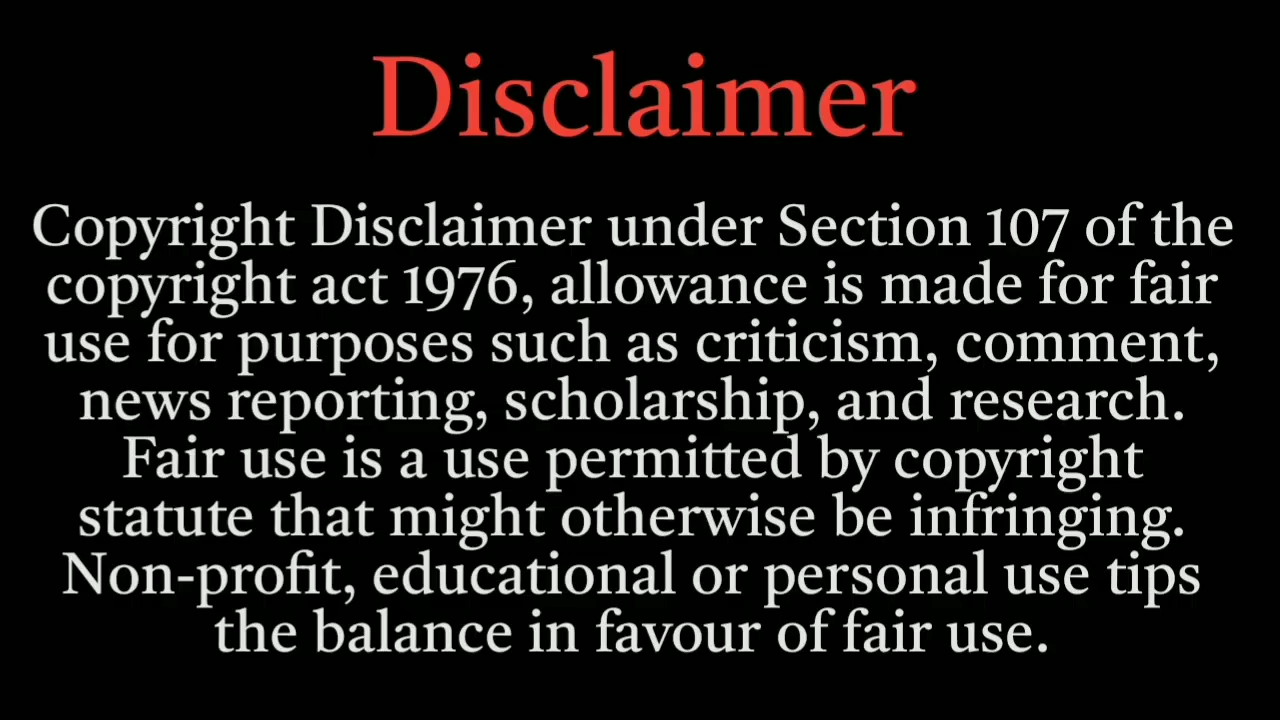 Disclaimer
Copyright Disclaimer under Section 107 of the
copyright act 1976, allowance is made for fair
use for purposes such as criticism, comment,
news reporting, scholarship, and research.
Fair use is a use permitted by copyright
statute that might otherwise be infringing.
Non-profit, educational or personal use tips
the balance in favour of fair use.